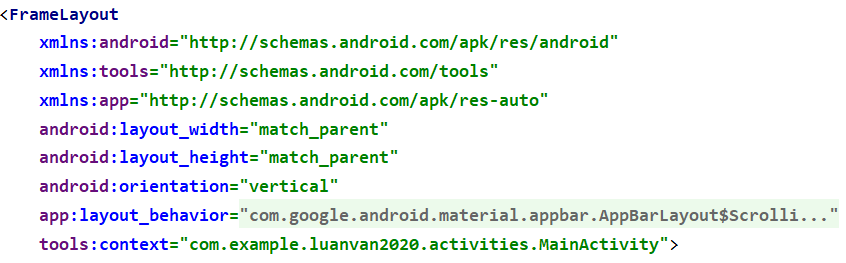 <FrameLayout
xmlns:android="http://schemas.android.com/apk/res/android"
xmlns:tools="http://schemas.android.com/tools"
xmlns:app="http://schemas.android.com/apk/res-auto"
android:layout_width="match_parent"
android:layout_height="match_parent"
android:orientation="vertical"
app:layout_behavior="com.google.android.material.appbar.AppBarLayout$Scrolli..."
tools:context="com.example.luanvan2020.activities.MainActivity">